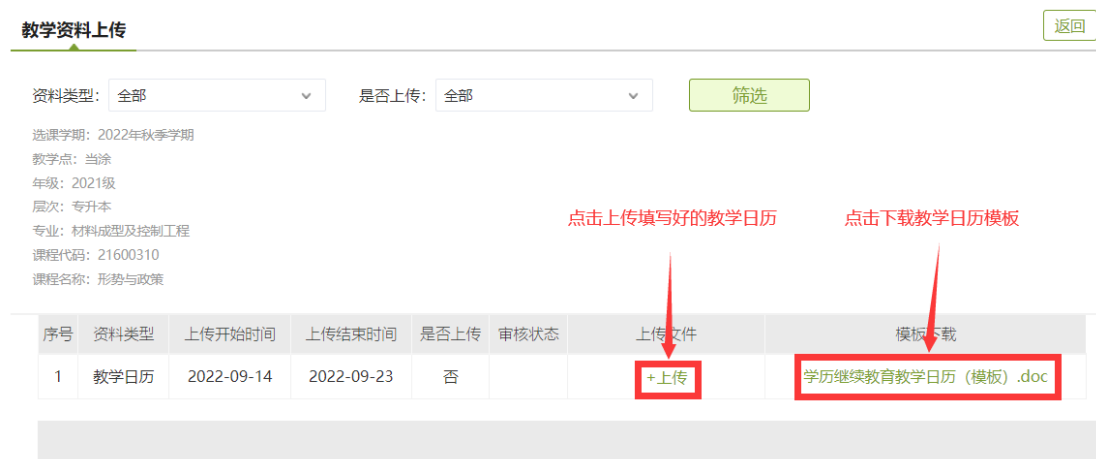 教学资料上传
返回
资料类型： 全部 是否上传： 全部 筛选
选课学期：2022年秋季学期
教学点：当涂
年级：2021级
层次：专升本
专业：材料成型及控制工程
课程代码：21600310
课程名称：形势与政策
点击上传填写好的教学日历 点击下载教学日历模板
序号 资料类型 上传开始时间 上传结束时间 是否上传 审核状态 上传文件 模板下载
1 教学日历 2022-09-14 2022-09-23 否 +上传 学历继续教育教学日历（模板）.doc